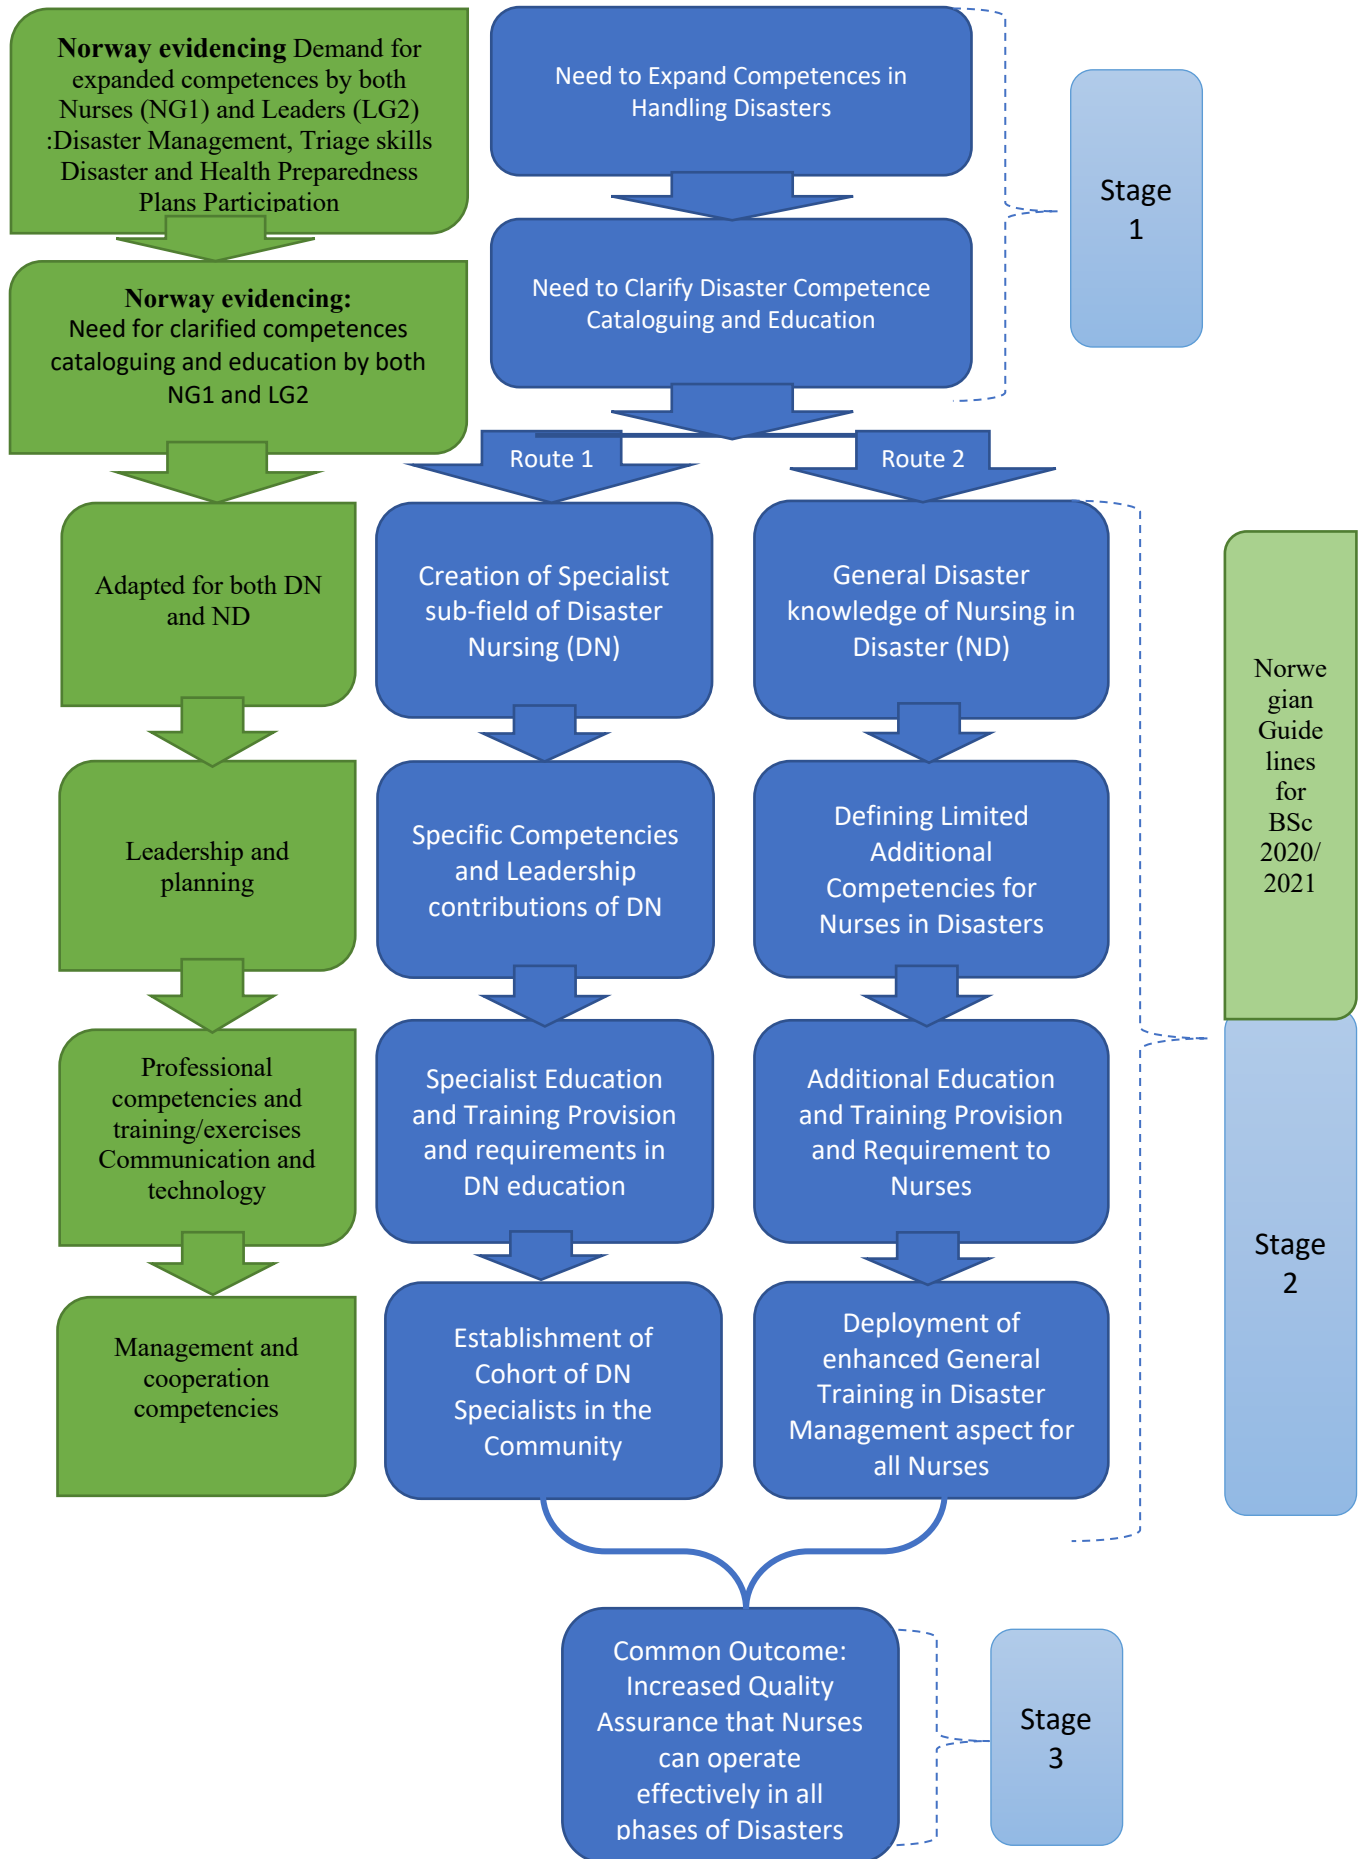 Norway evidencing Demand for
expanded competences by both
Nurses (NG1) and Leaders (LG2)
:Disaster Management, Triage skills
Disaster and Health Preparedness
Plans Participation
Need to Expand Competences in
Handling Disasters
Stage
1
Norway evidencing:
Need for clarified competences
cataloguing and education by both
NG1 and LG2
Need to Clarify Disaster Competence
Cataloguing and Education
Route 1
Route 2
Adapted for both DN
and ND
Creation of Specialist
sub-field of Disaster
Nursing (DN)
General Disaster
knowledge of Nursing in
Disaster (ND)
Norwe
gian
Guide
lines
for
BSc
2020/
2021
Leadership and
planning
Specific Competencies
and Leadership
contributions of DN
Defining Limited
Additional
Competencies for
Nurses in Disasters
Professional
competencies and
training/exercises
Communication and
technology
Specialist Education
and Training Provision
and requirements in
DN education
Additional Education
and Training Provision
and Requirement to
Nurses
Stage
2
Management and
cooperation
competencies
Establishment of
Cohort of DN
Specialists in the
Community
Deployment of
enhanced General
Training in Disaster
Management aspect for
all Nurses
Common Outcome:
Increased Quality
Assurance that Nurses
can operate
effectively in all
phases of Disasters
Stage
3